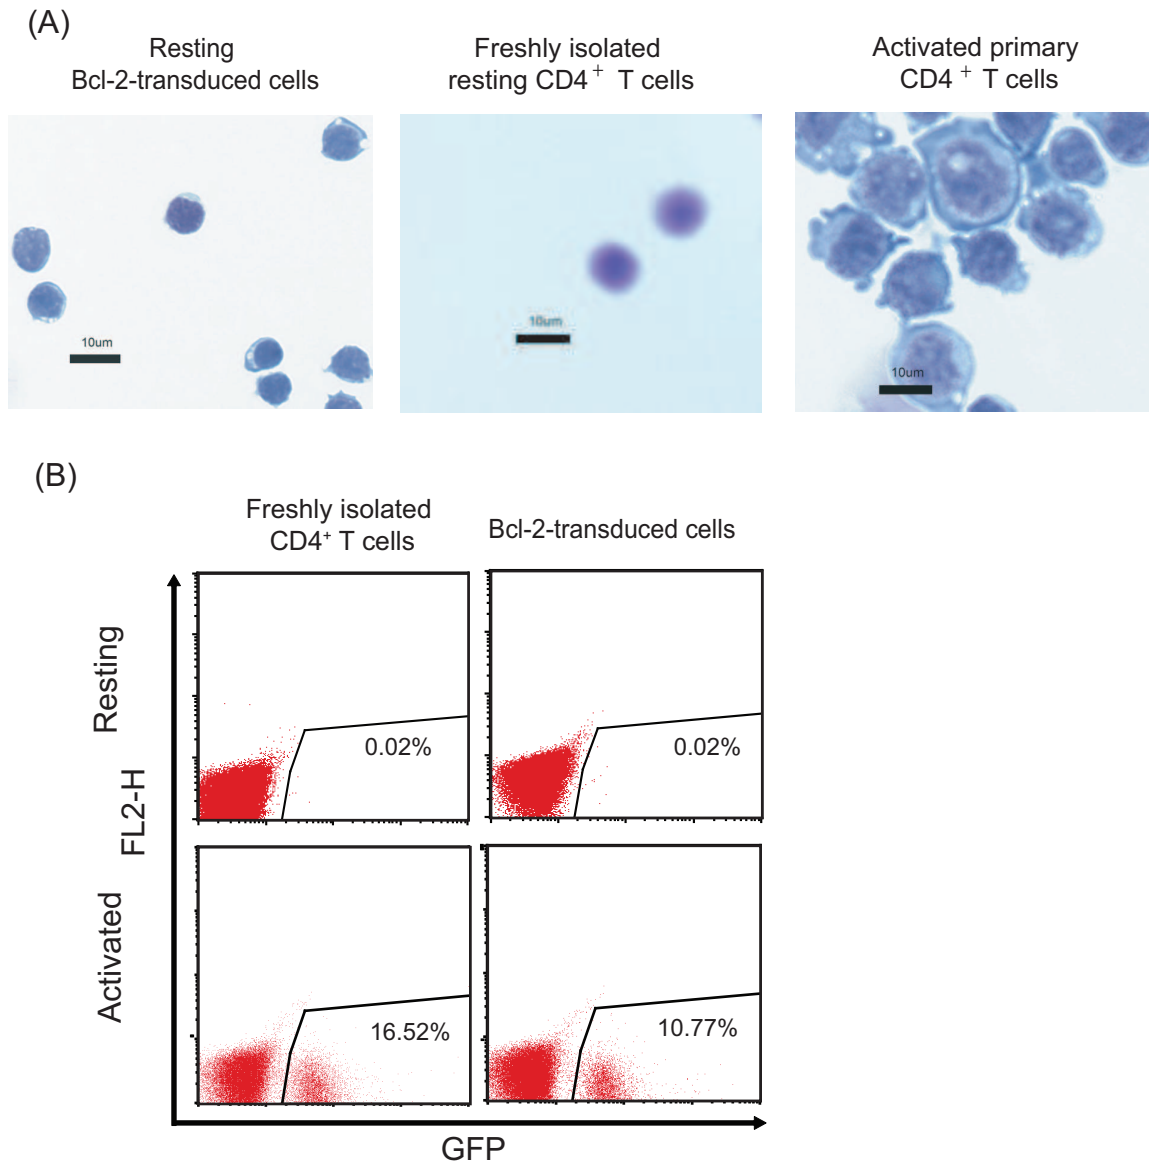 (A)
Resting
Bcl-2-transduced cells
Freshly isolated
resting CD4⁺ T cells
Activated primary
CD4⁺ T cells
10um
10um
10um
(B)
Freshly isolated
CD4⁺ T cells
Bcl-2-transduced cells
Resting
0.02%
0.02%
FL2-H
Activated
16.52%
10.77%
GFP